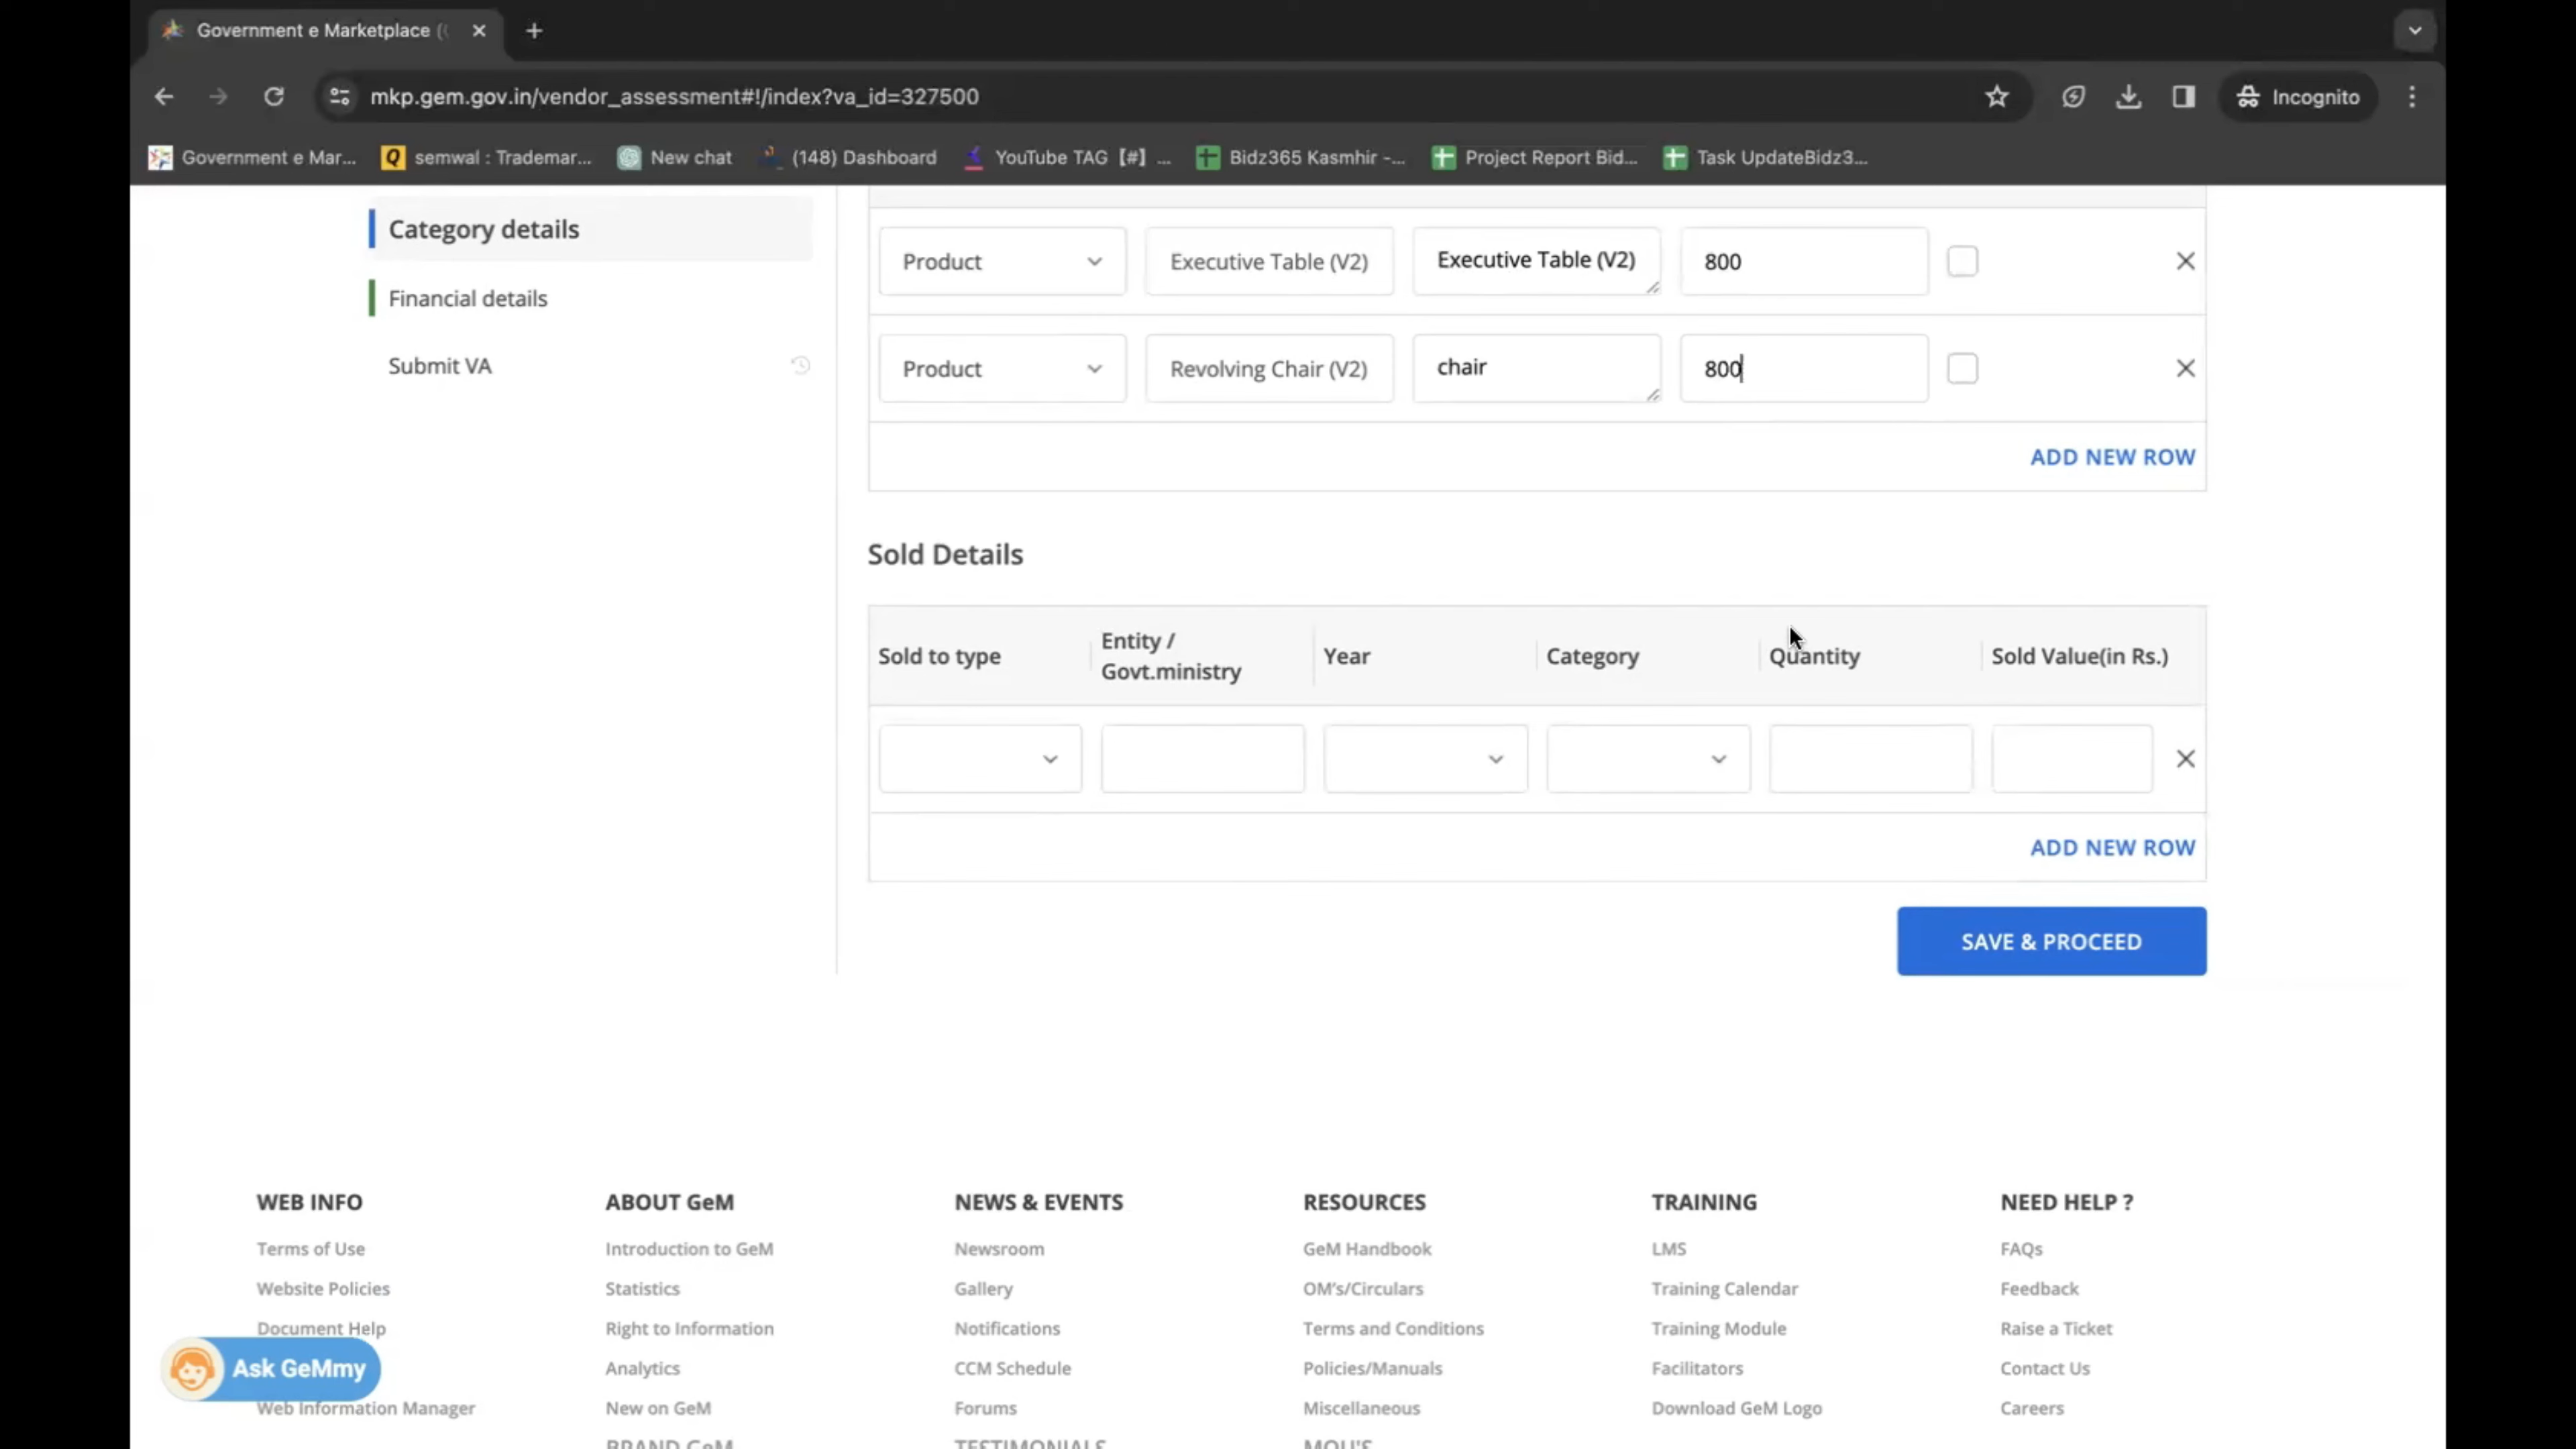 Government e Marketplace (
mkp.gem.gov.in/vendor_assessment#!/index?va_id=327500
Incognito
Government e Mar...
semwal : Trademar...
New chat
(148) Dashboard
YouTube TAG【#】...
Bidz365 Kasmhir -...
Project Report Bid...
Task UpdateBidz3...
Category details
Financial details
Submit VA
Product Executive Table (V2) Executive Table (V2) 800
Product Revolving Chair (V2) chair 800
ADD NEW ROW
Sold Details
Sold to type
Entity /
Govt.ministry
Year
Category
Quantity
Sold Value(in Rs.)
ADD NEW ROW
SAVE & PROCEED
WEB INFO
Terms of Use
Website Policies
Document Help
Ask GeMmy
Web Information Manager
ABOUT GeM
Introduction to GeM
Statistics
Right to Information
Analytics
New on GeM
BRAND GeM
NEWS & EVENTS
Newsroom
Gallery
Notifications
CCM Schedule
Forums
TESTIMONIALS
RESOURCES
GeM Handbook
OM's/Circulars
Terms and Conditions
Policies/Manuals
Miscellaneous
MOU'S
TRAINING
LMS
Training Calendar
Training Module
Facilitators
Download GeM Logo
NEED HELP ?
FAQs
Feedback
Raise a Ticket
Contact Us
Careers